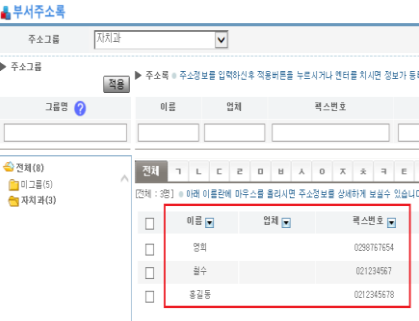 부서주소록
주소그룹 자치과
▶ 주소그룹
적용
▶ 주소록 ※ 주소정보를 입력하신후 적용버튼을 누르시거나 엔터를 치시면 정보가 등록
그룹명 ? 이름 업체 팩스번호
전체(8)
미그룹(5)
자치과(3)
전체 ㄱ ㄴ ㄷ ㄹ ㅁ ㅂ ㅅ ㅇ ㅈ ㅊ ㅋ ㅌ
[전체 : 3명] ※ 아래 이름란에 마우스를 올리시면 주소정보를 상세하게 보실수 있습니다
이름 업체 팩스번호
영희 0298767654
철수 021234567
홍길동 0212345678